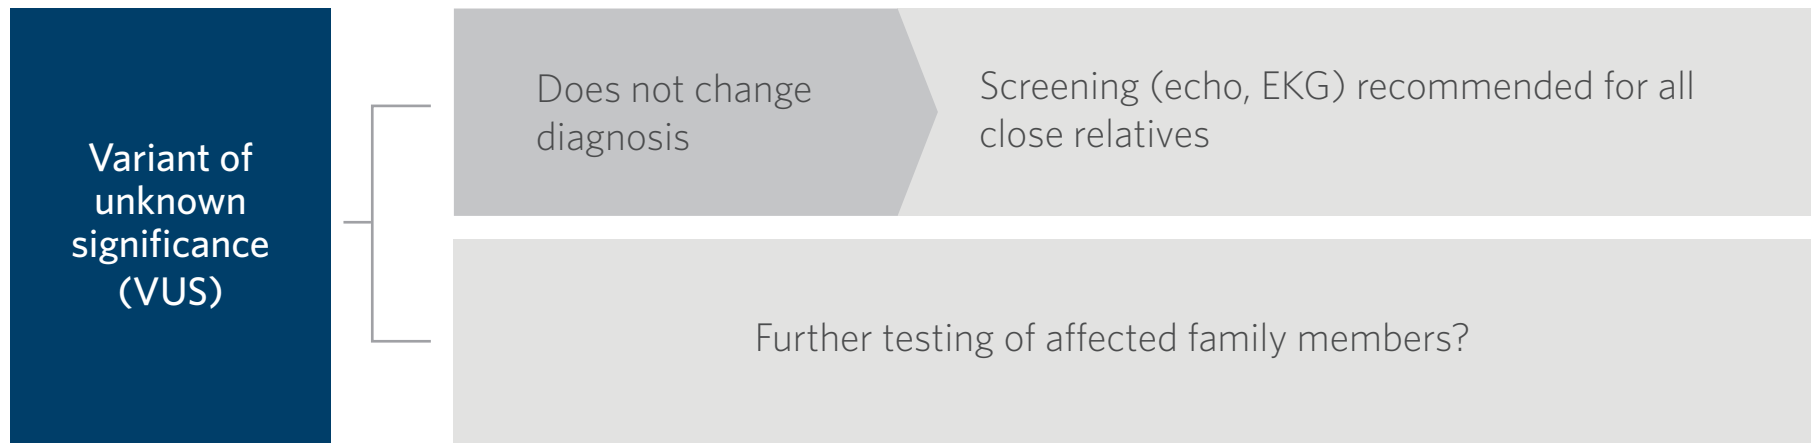 Variant of
unknown
significance
(VUS)
Does not change
diagnosis
Screening (echo, EKG) recommended for all
close relatives
Further testing of affected family members?